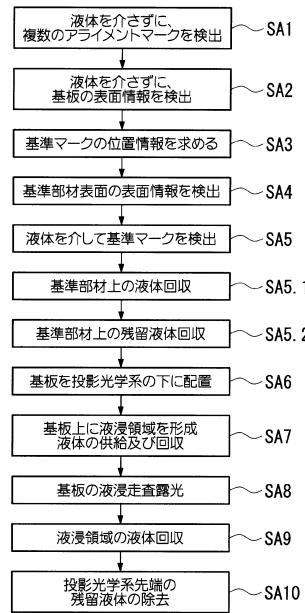 液体を介さずに、
複数のアライメントマークを検出
SA1
液体を介さずに、
基板の表面情報を検出
SA2
基準マークの位置情報を求める
SA3
基準部材表面の表面情報を検出
SA4
液体を介して基準マークを検出
SA5
基準部材上の液体回収
SA5.1
基準部材上の残留液体回収
SA5.2
基板を投影光学系の下に配置
SA6
基板上に液浸領域を形成
液体の供給及び回収
SA7
基板の液浸走査露光
SA8
液浸領域の液体回収
SA9
投影光学系先端の
残留液体の除去
SA10